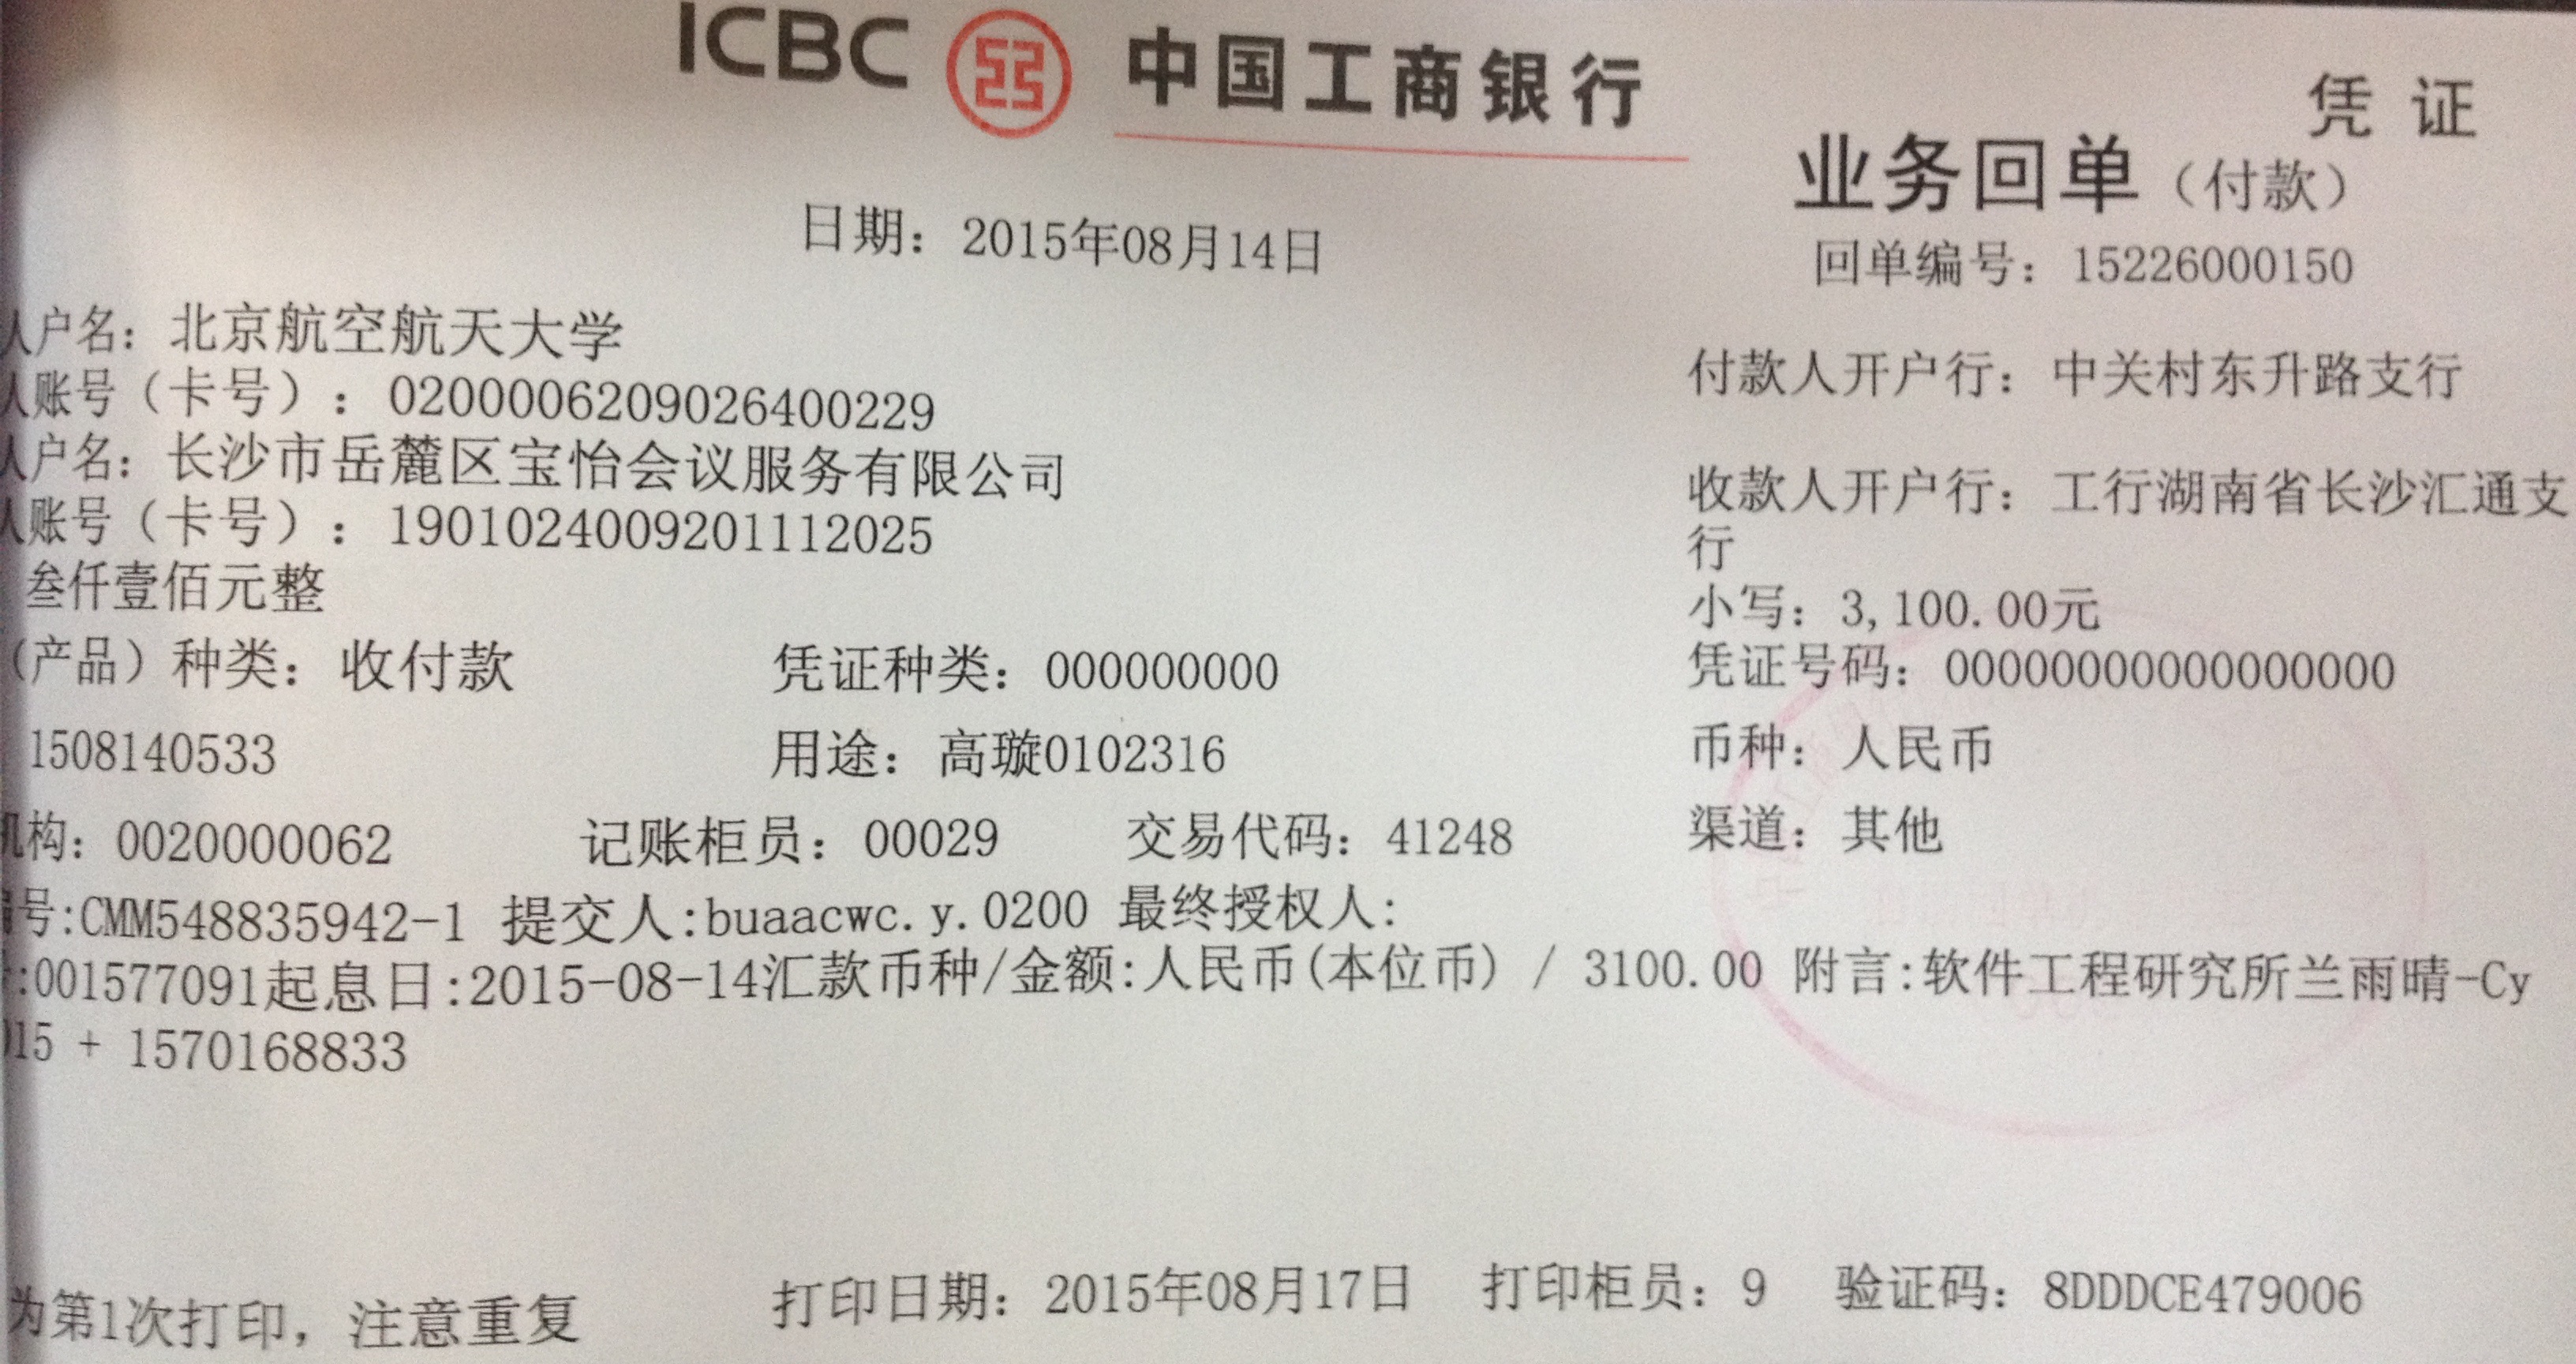 ICBC 中国工商银行
凭证
业务回单（付款）
日期：2015年08月14日 回单编号：15226000150
人户名：北京航空航天大学
人账号（卡号）：0200006209026400229 付款人开户行：中关村东升路支行
人户名：长沙市岳麓区宝怡会议服务有限公司
人账号（卡号）：1901024009201112025 收款人开户行：工行湖南省长沙汇通支
行
叁仟壹佰元整 小写：3,100.00元
（产品）种类：收付款 凭证种类：000000000 凭证号码：00000000000000000
1508140533 用途：高琥0102316 币种：人民币
机构：0020000062 记账柜员：00029 交易代码：41248 渠道：其他
号:CMM548835942-1 提交人:buaacwc.y.0200 最终授权人:
:001577091起息日:2015-08-14汇款币种/金额:人民币(本位币) / 3100.00 附言:软件工程研究所兰雨晴-Cy
15 + 1570168833
为第1次打印，注意重复 打印日期：2015年08月17日 打印柜员：9 验证码：8DDDCE479006